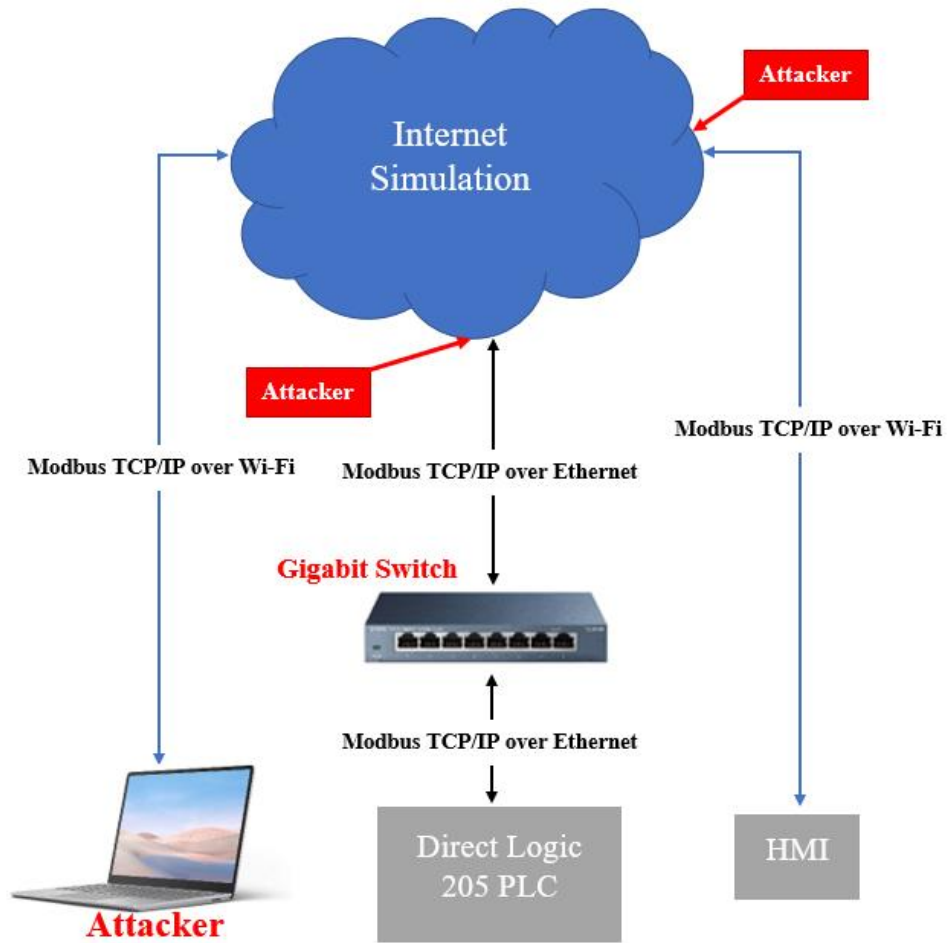 Attacker
Internet
Simulation
Attacker
Modbus TCP/IP over Wi-Fi
Modbus TCP/IP over Wi-Fi
Modbus TCP/IP over Ethernet
Gigabit Switch
Modbus TCP/IP over Ethernet
Direct Logic
205 PLC
HMI
Attacker